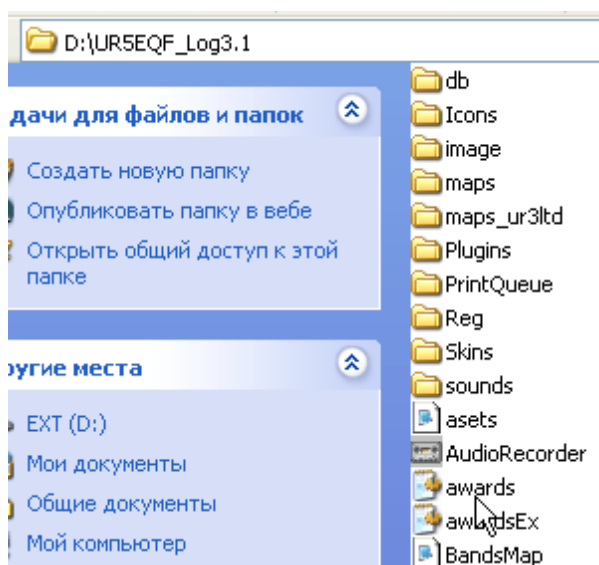 D:\UR5EQF_Log3.1
дачи для файлов и папок
Создать новую папку
Опубликовать папку в вебе
Открыть общий доступ к этой
папке
ругие места
EXT (D:)
Мои документы
Общие документы
Мой компьютер
db
Icons
image
maps
maps_ur3ltd
Plugins
PrintQueue
Reg
Skins
sounds
asets
AudioRecorder
awards
awardsEx
BandsMap